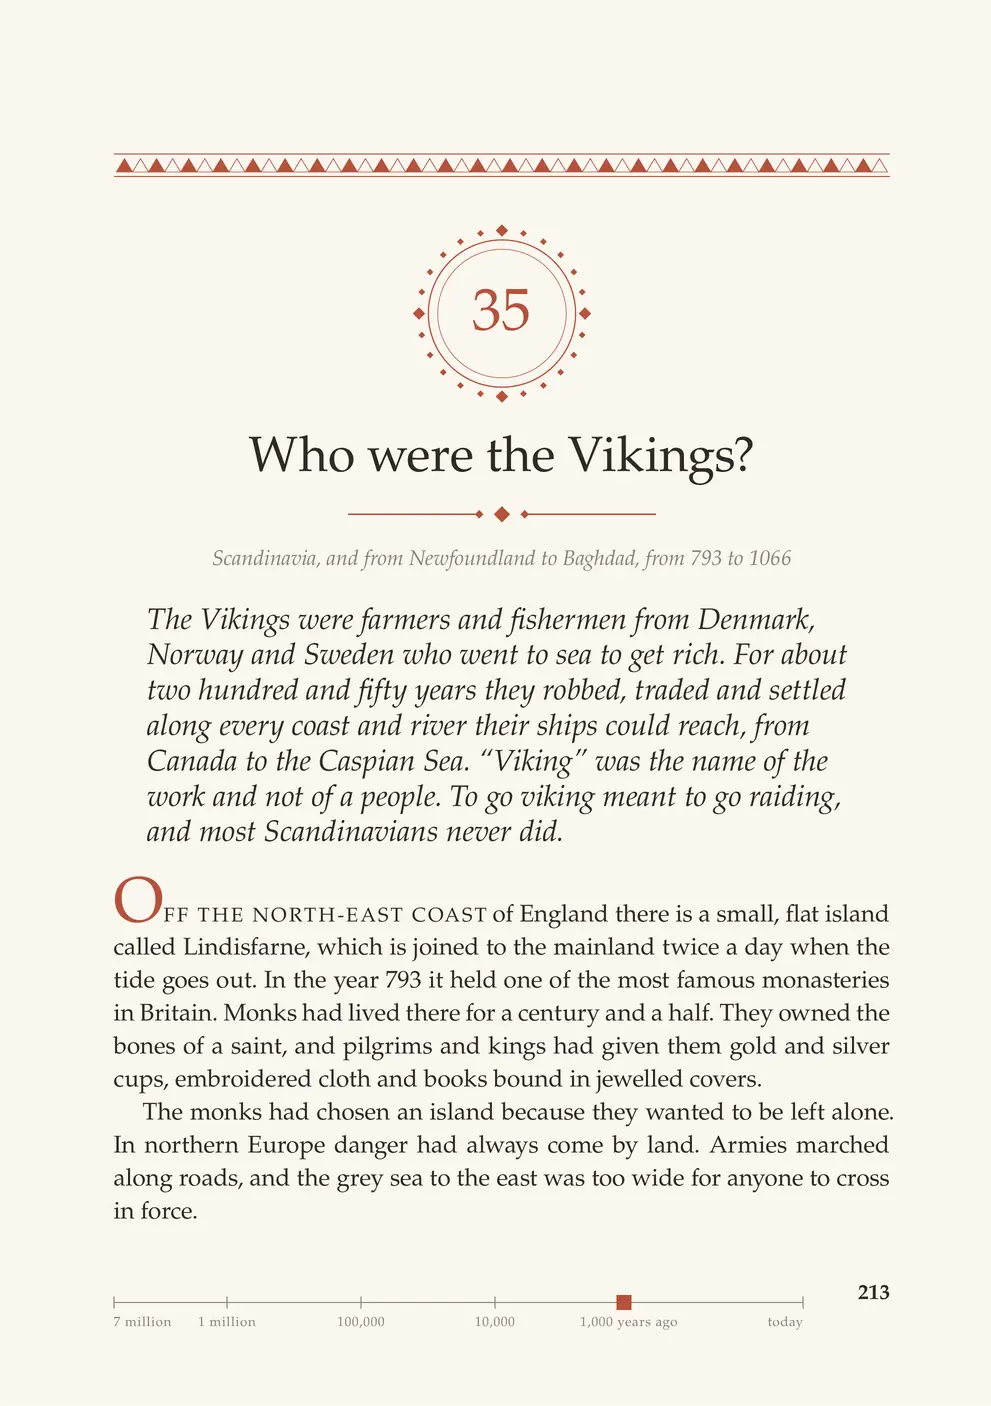 35
Who were the Vikings?
Scandinavia, and from Newfoundland to Baghdad, from 793 to 1066
The Vikings were farmers and fishermen from Denmark,
Norway and Sweden who went to sea to get rich. For about
two hundred and fifty years they robbed, traded and settled
along every coast and river their ships could reach, from
Canada to the Caspian Sea. “Viking” was the name of the
work and not of a people. To go viking meant to go raiding,
and most Scandinavians never did.
OFF THE NORTH-EAST COAST of England there is a small, flat island
called Lindisfarne, which is joined to the mainland twice a day when the
tide goes out. In the year 793 it held one of the most famous monasteries
in Britain. Monks had lived there for a century and a half. They owned the
bones of a saint, and pilgrims and kings had given them gold and silver
cups, embroidered cloth and books bound in jewelled covers.
The monks had chosen an island because they wanted to be left alone.
In northern Europe danger had always come by land. Armies marched
along roads, and the grey sea to the east was too wide for anyone to cross
in force.
213
7 million 1 million 100,000 10,000 1,000 years ago today